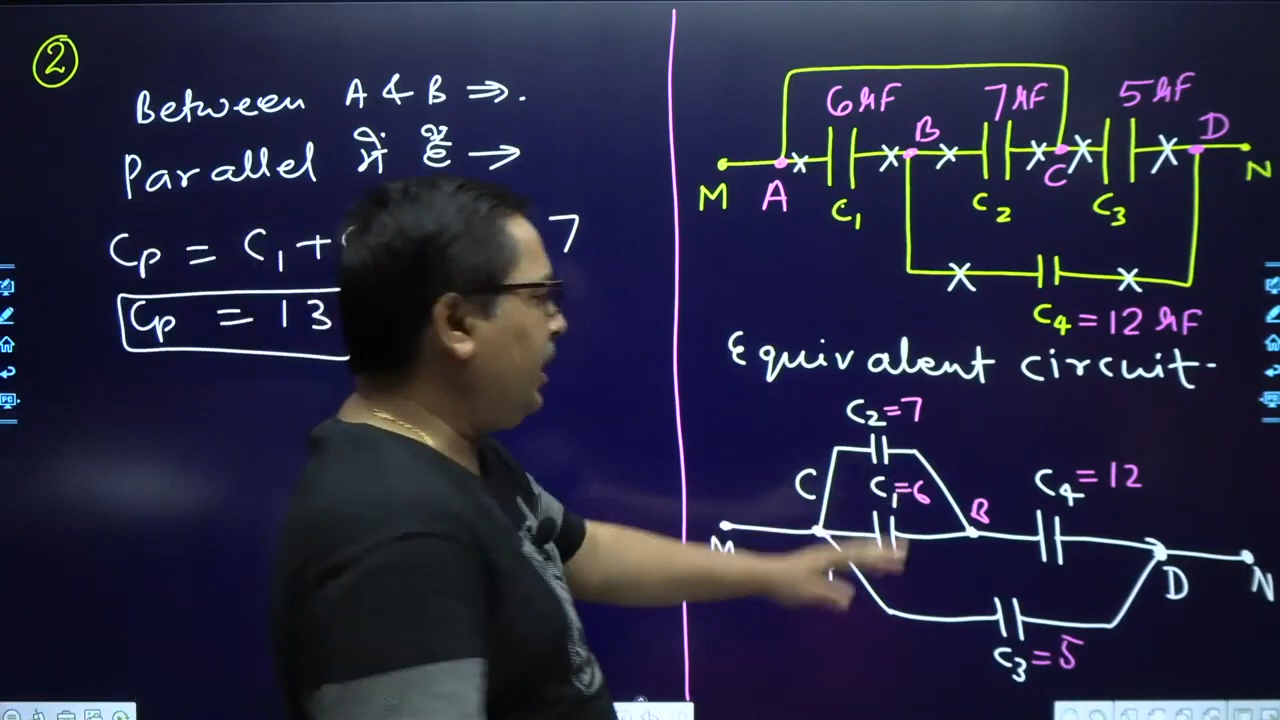 2
Between A & B ⇒.
Parallel में है →
Cp = C₁ + 7
Cp = 13
6μF 7μF 5μF
M A B C D N
C₁ C₂ C₃
C₄ = 12 μF
Equivalent circuit.
C₂ = 7
C C₁ = 6 B C₄ = 12
M D N
C₃ = 5